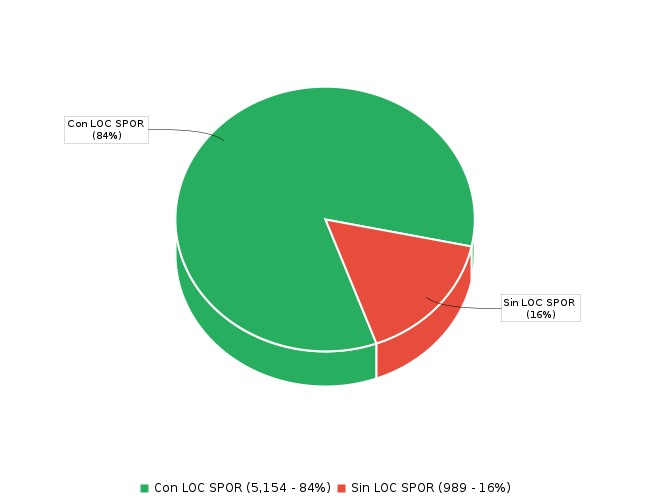 Con LOC SPOR
(84%)
Sin LOC SPOR
(16%)
Con LOC SPOR (5,154 - 84%) Sin LOC SPOR (989 - 16%)